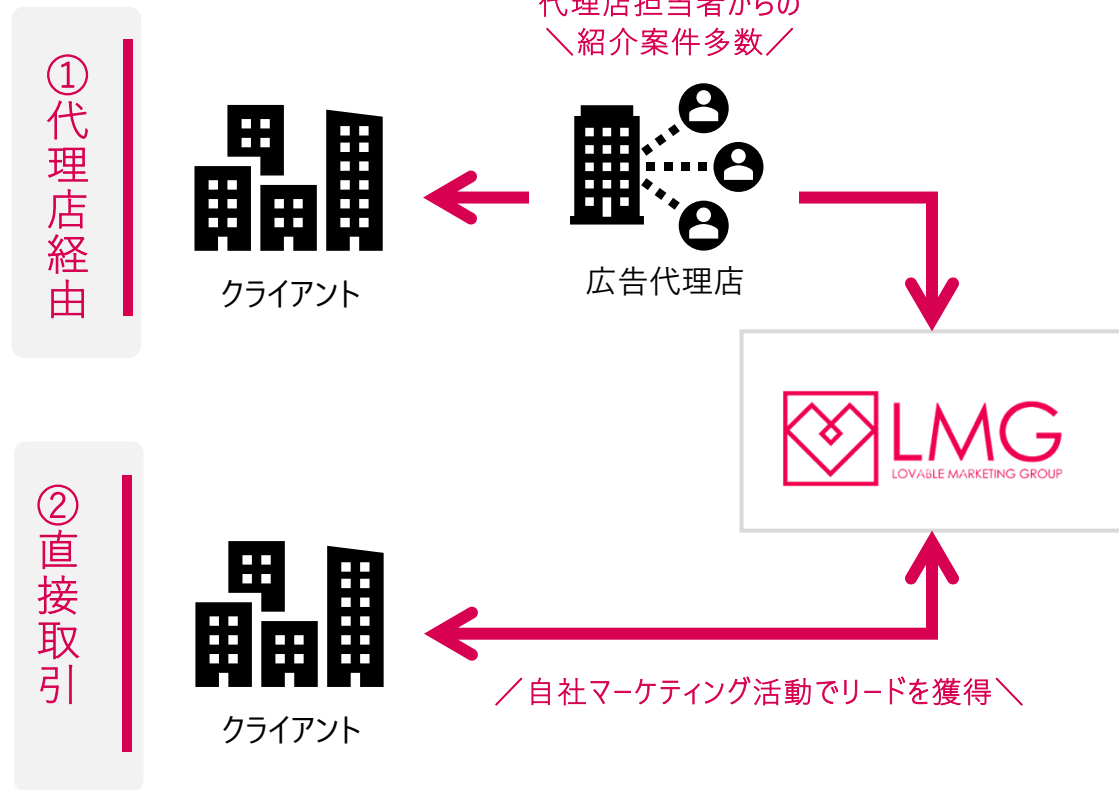 代理店担当者からの
＼紹介案件多数／
①代理店経由
クライアント
広告代理店
LMG
LOVABLE MARKETING GROUP
②直接取引
クライアント
／自社マーケティング活動でリードを獲得＼